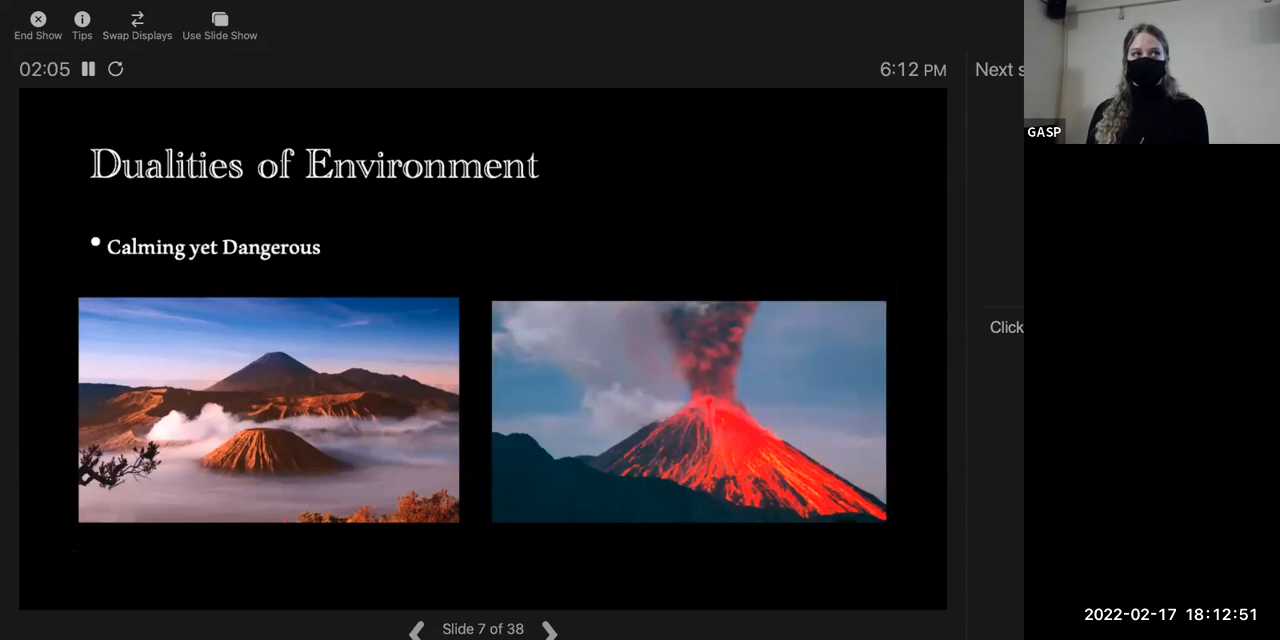 End Show
Tips
Swap Displays
Use Slide Show
02:05
6:12 PM
Next s
GASP
Dualities of Environment
• Calming yet Dangerous
Click
Slide 7 of 38
2022-02-17 18:12:51